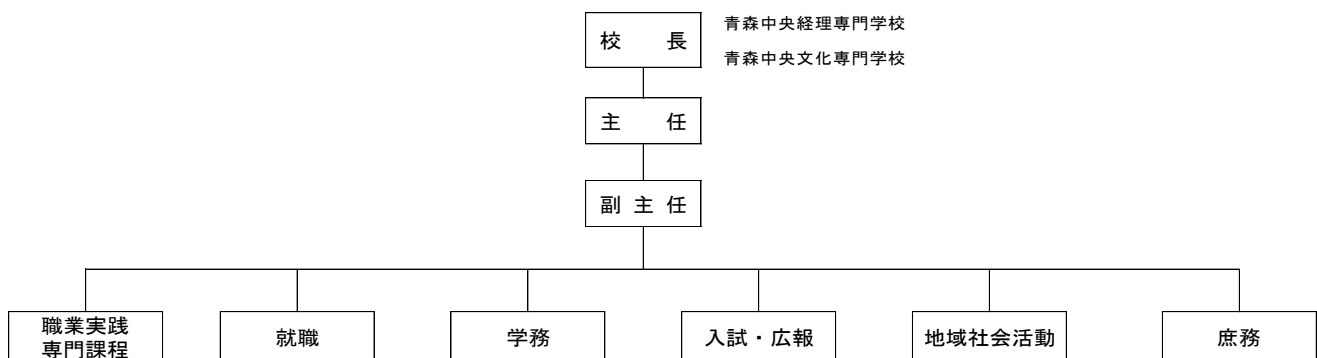 校　長
青森中央経理専門学校
青森中央文化専門学校
主　任
副 主 任
職業実践
専門課程
就職
学務
入試・広報
地域社会活動
庶務